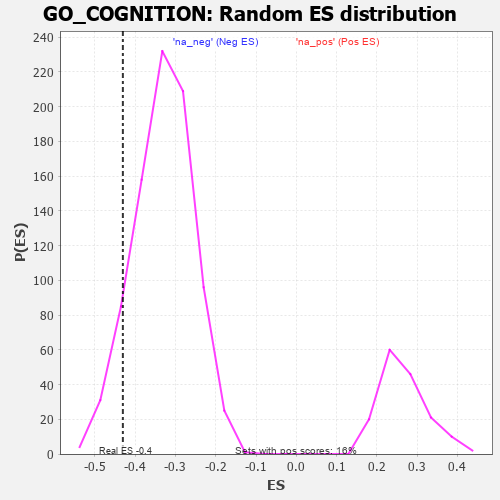 GO_COGNITION: Random ES distribution
'na_neg' (Neg ES) 'na_pos' (Pos ES)
240
220
200
180
160
140
120
100
80
60
40
20
0
P(ES)
Real ES -0.4 Sets with pos scores: 16%
-0.5 -0.4 -0.3 -0.2 -0.1 0.0 0.1 0.2 0.3 0.4
ES